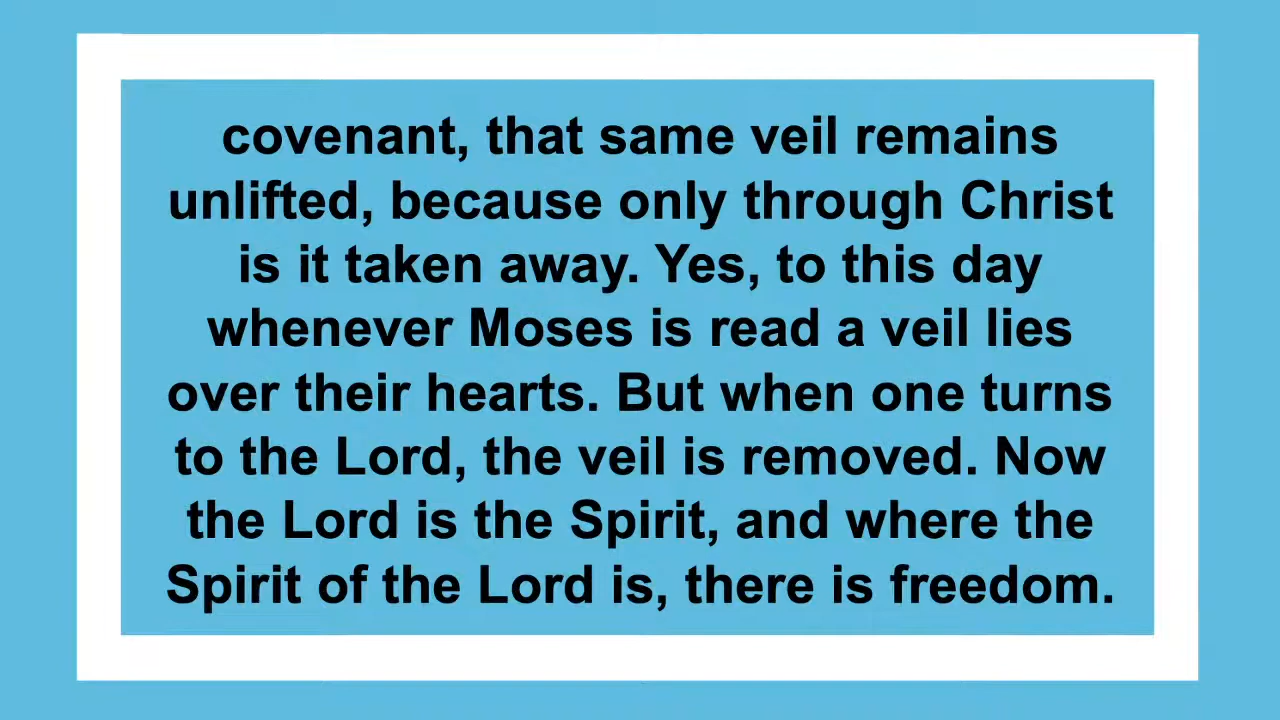 covenant, that same veil remains
unlifted, because only through Christ
is it taken away. Yes, to this day
whenever Moses is read a veil lies
over their hearts. But when one turns
to the Lord, the veil is removed. Now
the Lord is the Spirit, and where the
Spirit of the Lord is, there is freedom.